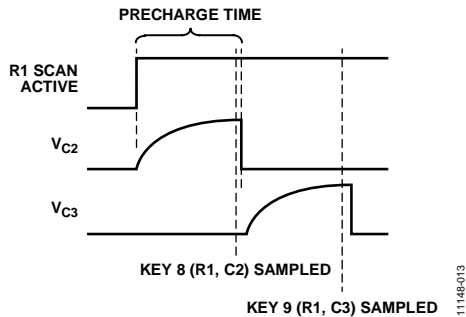 PRECHARGE TIME
R1 SCAN
ACTIVE
VC2
VC3
KEY 8 (R1, C2) SAMPLED
KEY 9 (R1, C3) SAMPLED
11148-013